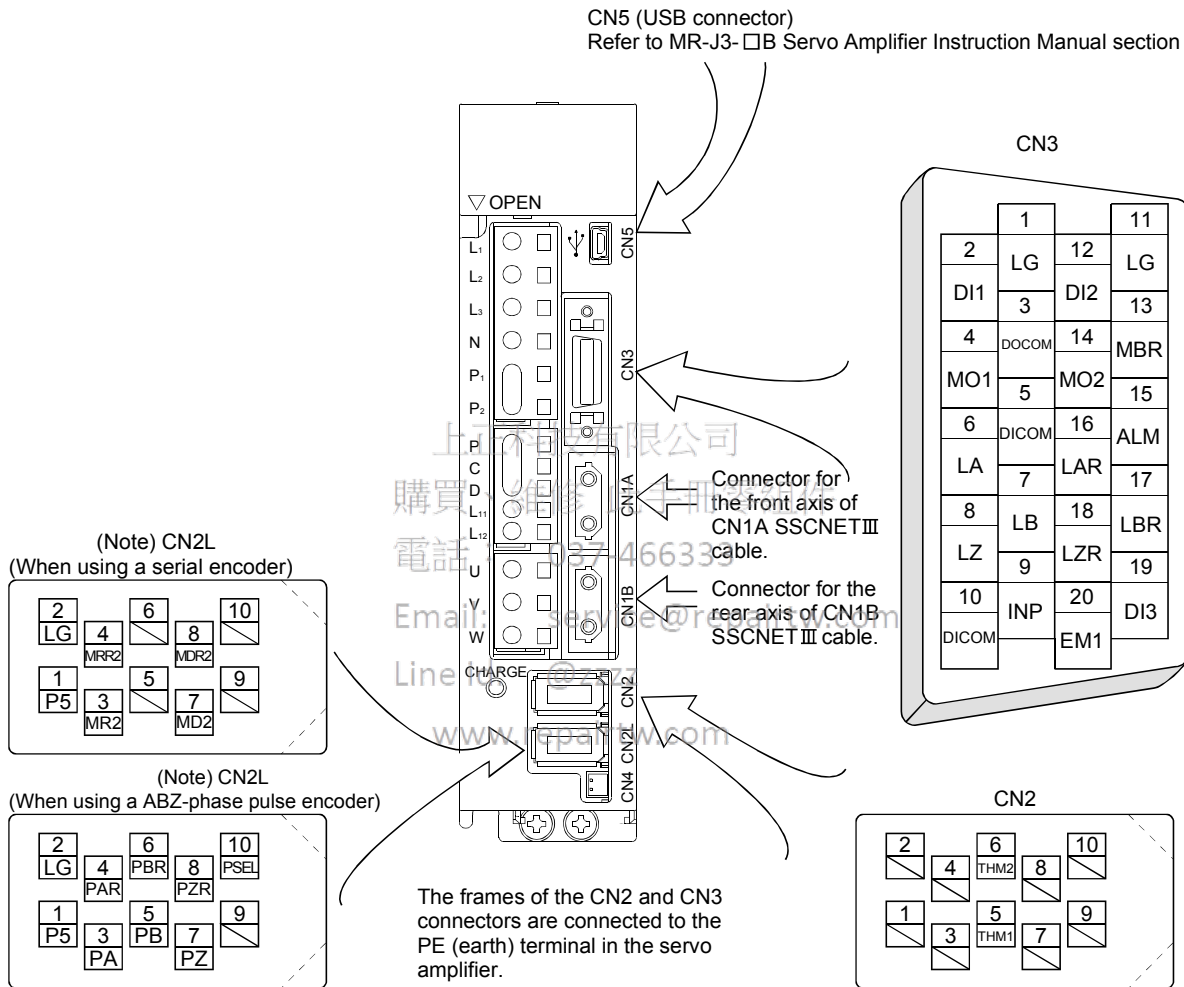 CN5 (USB connector)
Refer to MR-J3-□B Servo Amplifier Instruction Manual section
CN3
▽ OPEN
L1
L2
L3
N
P1
P2
P
C
D
L11
L12
U
V
W
CHARGE
CN5
CN3
CN1A
CN1B
CN2
CN2L
CN4
1 11
2 LG 12 LG
DI1 3 DI2 13
4 DOCOM 14 MBR
MO1 5 MO2 15
6 DICOM 16 ALM
LA 7 LAR 17
8 LB 18 LBR
LZ 9 LZR 19
10 INP 20 DI3
DICOM EM1
上正科技有限公司
購買、維修 此手冊零組件
電話： 037-466333
Email: service@repairtw.com
Line Id: @zzzz
www.repairtw.com
Connector for
the front axis of
CN1A SSCNETⅢ
cable.
Connector for the
rear axis of CN1B
SSCNETⅢ cable.
(Note) CN2L
(When using a serial encoder)
2 6 10
LG 4 8
MRR2 MDR2
1 5 9
P5 3 7
MR2 MD2
(Note) CN2L
(When using a ABZ-phase pulse encoder)
2 6 10
LG 4 PBR 8 PSEL
PAR PZR
1 5 9
P5 3 PB 7
PA PZ
The frames of the CN2 and CN3
connectors are connected to the
PE (earth) terminal in the servo
amplifier.
CN2
2 6 10
4 THM2 8
1 5 9
3 THM1 7